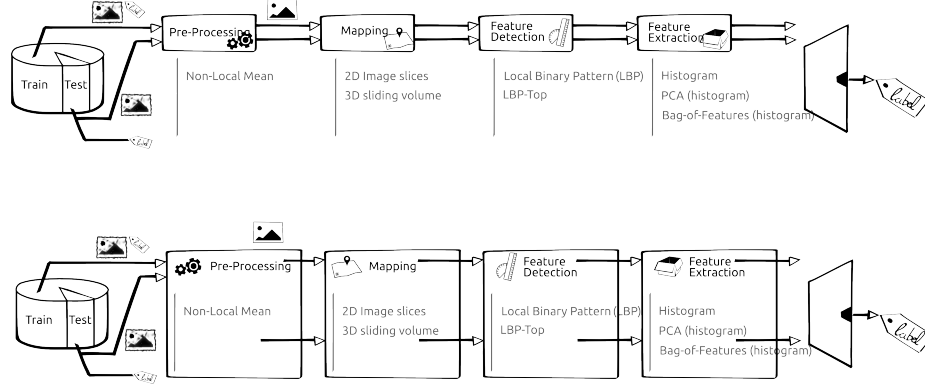 Pre-Processing
Mapping
Feature
Detection
Feature
Extraction
Train
Test
Non-Local Mean
2D Image slices
3D sliding volume
Local Binary Pattern (LBP)
LBP-Top
Histogram
PCA (histogram)
Bag-of-Features (histogram)
label
label
Pre-Processing
Mapping
Feature
Detection
Feature
Extraction
Train
Test
Non-Local Mean
2D Image slices
3D sliding volume
Local Binary Pattern (LBP)
LBP-Top
Histogram
PCA (histogram)
Bag-of-Features (histogram)
label
label